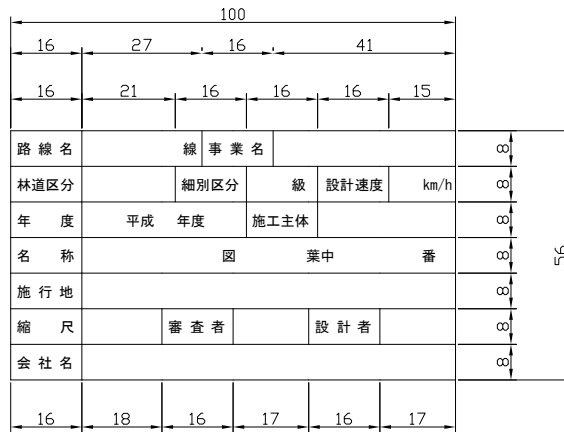 100
16 27 16 41
16 21 16 16 16 15
路線名 線 事業名 8
林道区分 細別区分 級 設計速度 km/h 8
年度 平成 年度 施工主体 8
名称 図 葉中 番 8
施行地 8
縮尺 審査者 設計者 8
会社名 8
56
16 18 16 17 16 17